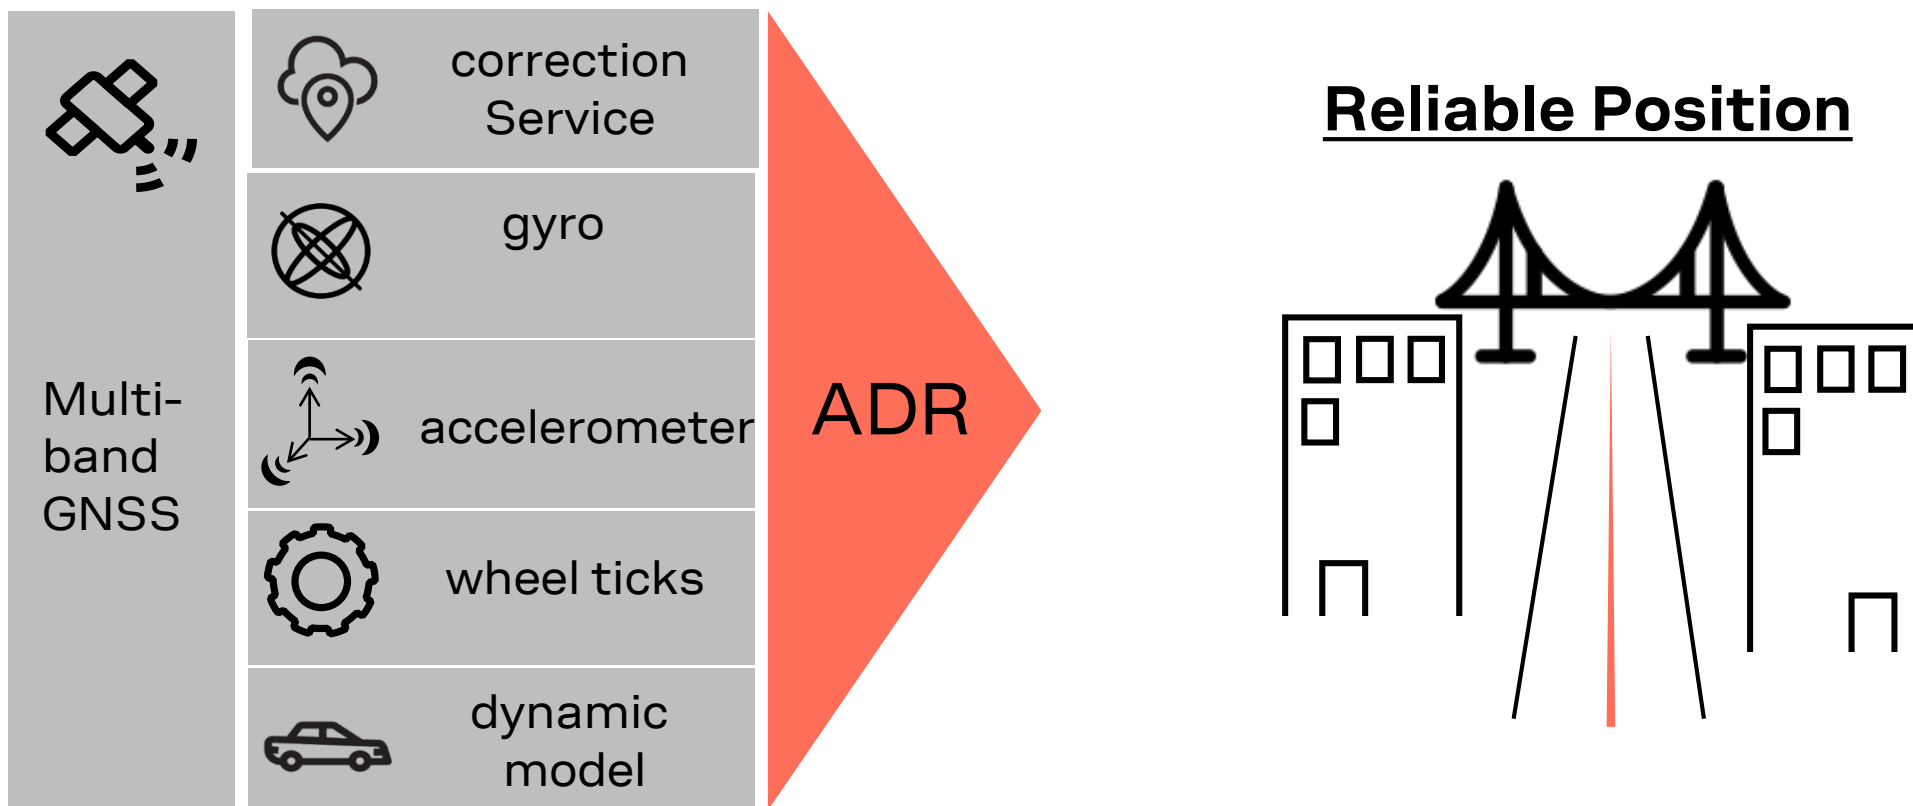 Multi-
band
GNSS
correction
Service
gyro
accelerometer
wheel ticks
dynamic
model
ADR
Reliable Position